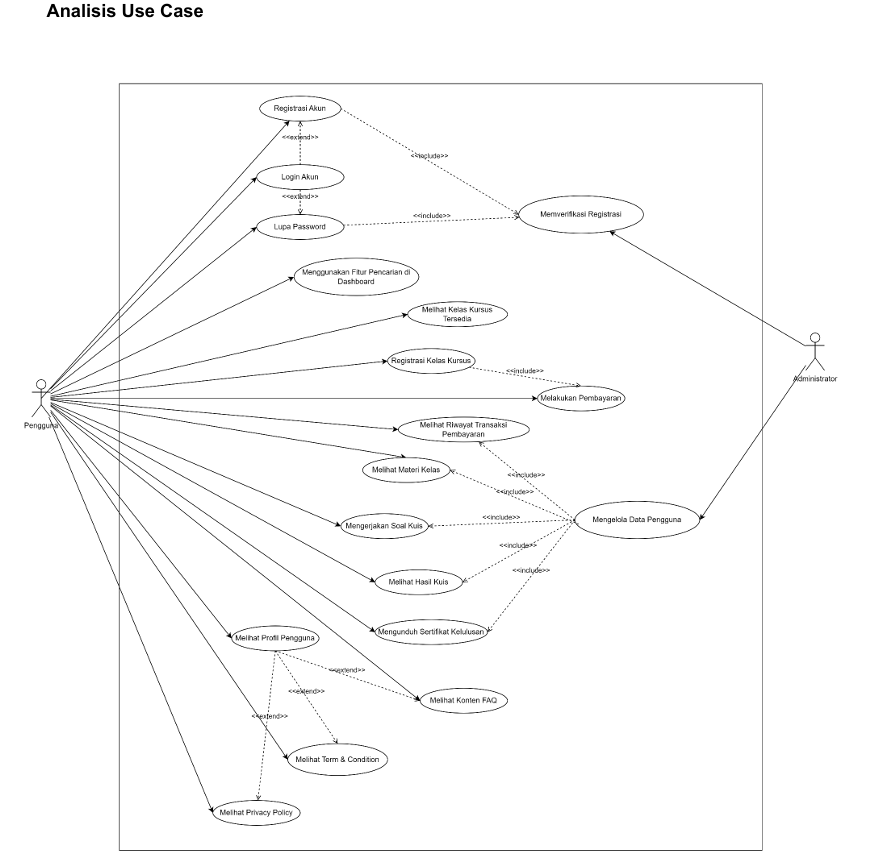 Analisis Use Case
Registrasi Akun
<<extend>>
<<include>>
Login Akun
<<extend>>
Memverifikasi Registrasi
<<include>>
Lupa Password
Menggunakan Fitur Pencarian di
Dashboard
Melihat Kelas Kursus
Tersedia
Registrasi Kelas Kursus
<<include>>
Administrator
Melakukan Pembayaran
Pengguna
Melihat Riwayat Transaksi
Pembayaran
Melihat Materi Kelas
<<include>>
<<include>>
<<include>>
Mengerjakan Soal Kuis
Mengelola Data Pengguna
<<include>>
<<include>>
Melihat Hasil Kuis
Mengunduh Sertifikat Kelulusan
Melihat Profil Pengguna
<<extend>>
<<extend>>
<<extend>>
Melihat Konten FAQ
Melihat Term & Condition
Melihat Privacy Policy